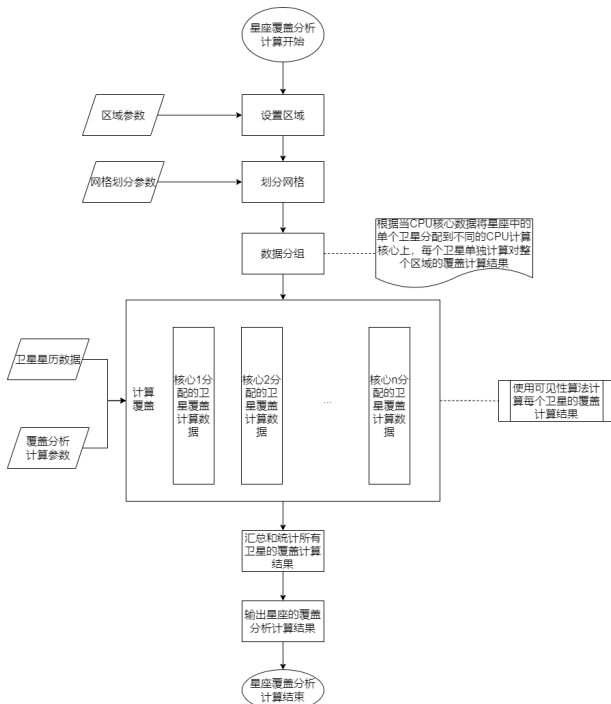 星座覆盖分析
计算开始
区域参数
设置区域
网格划分参数
划分网格
数据分组
根据当CPU核心数据将星座中的
单个卫星分配到不同的CPU计算
核心上，每个卫星单独计算对整
个区域的覆盖计算结果
卫星星历数据
覆盖分析
计算参数
计算
覆盖
核心1分
配的卫
星覆盖
计算数
据
核心2分
配的卫
星覆盖
计算数
据
...
核心n分
配的卫
星覆盖
计算数
据
使用可见性算法计
算每个卫星的覆盖
计算结果
汇总和统计所有
卫星的覆盖计算
结果
输出星座的覆盖
分析计算结果
星座覆盖分析
计算结束